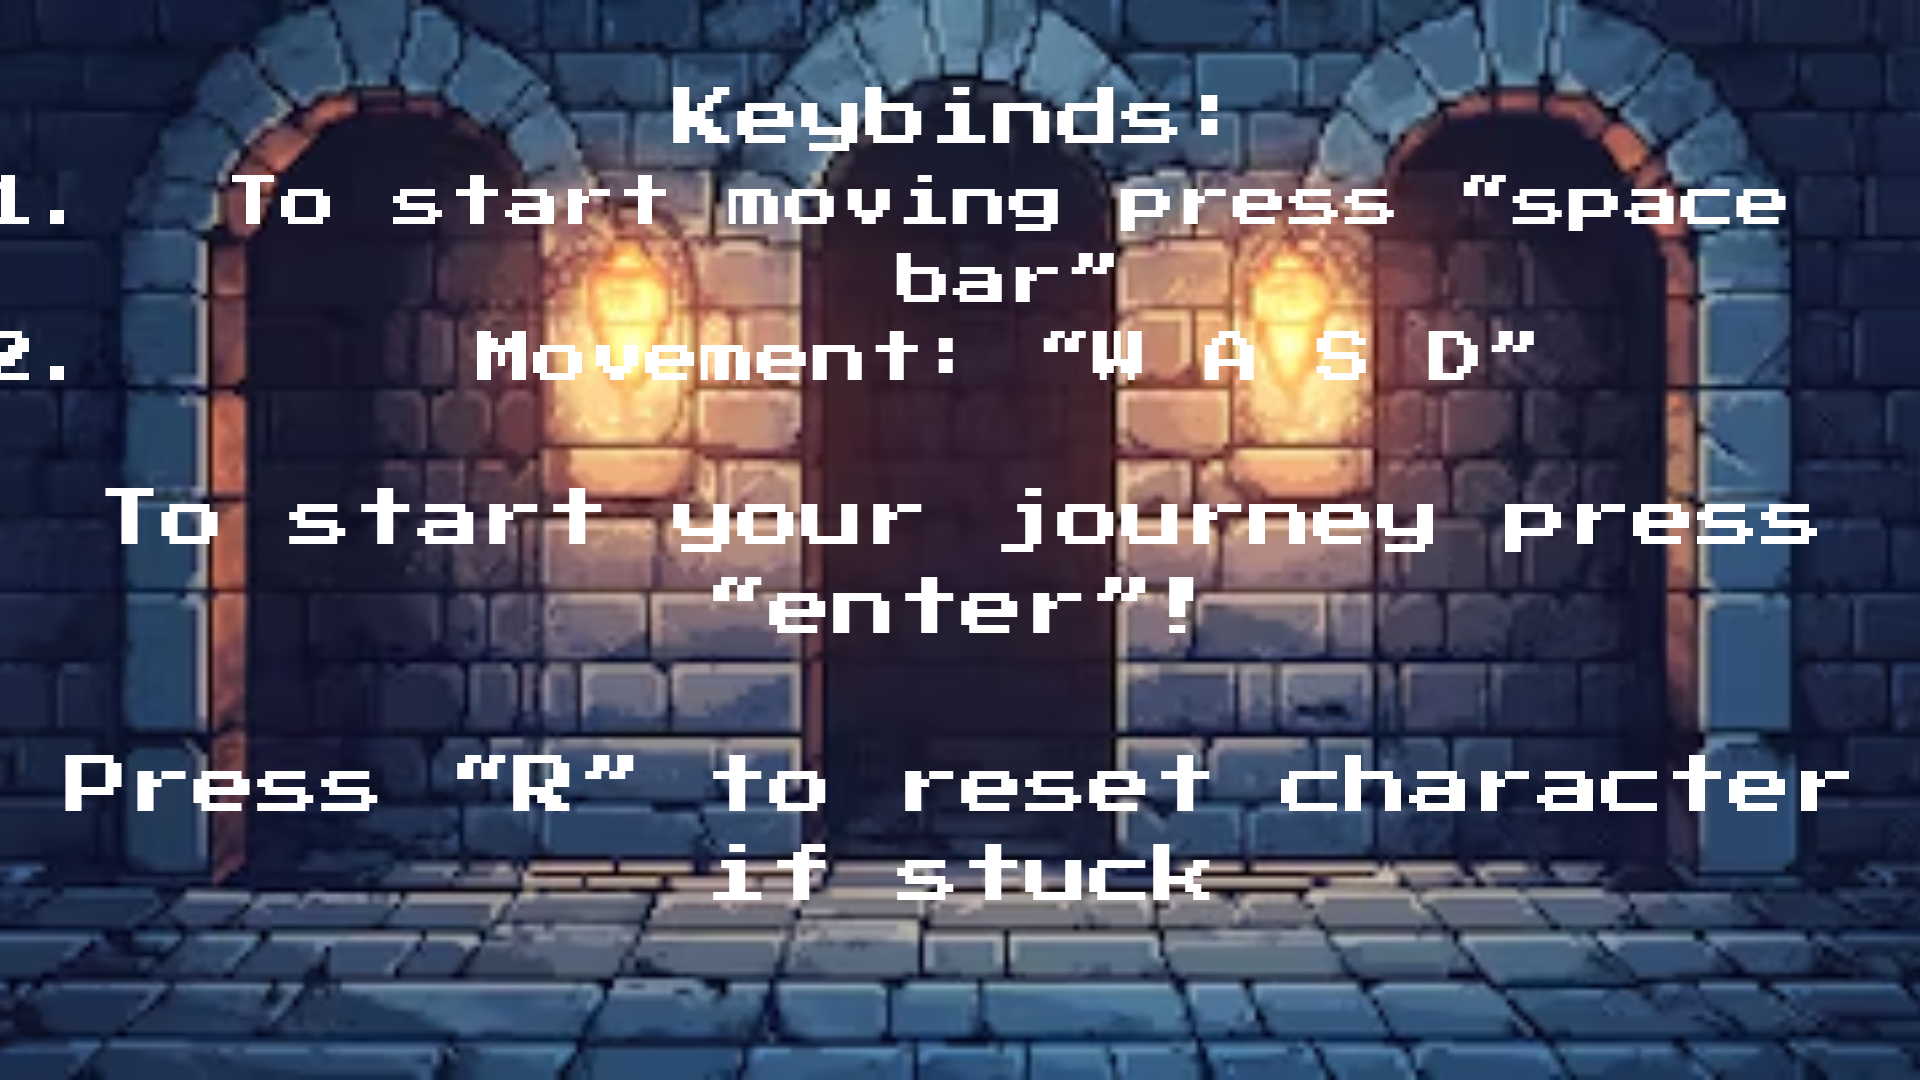 Keybinds:
1. To start moving press “space
bar”
2. Movement: “W A S D”
To start your journey press
“enter”!
Press “R” to reset character
if stuck